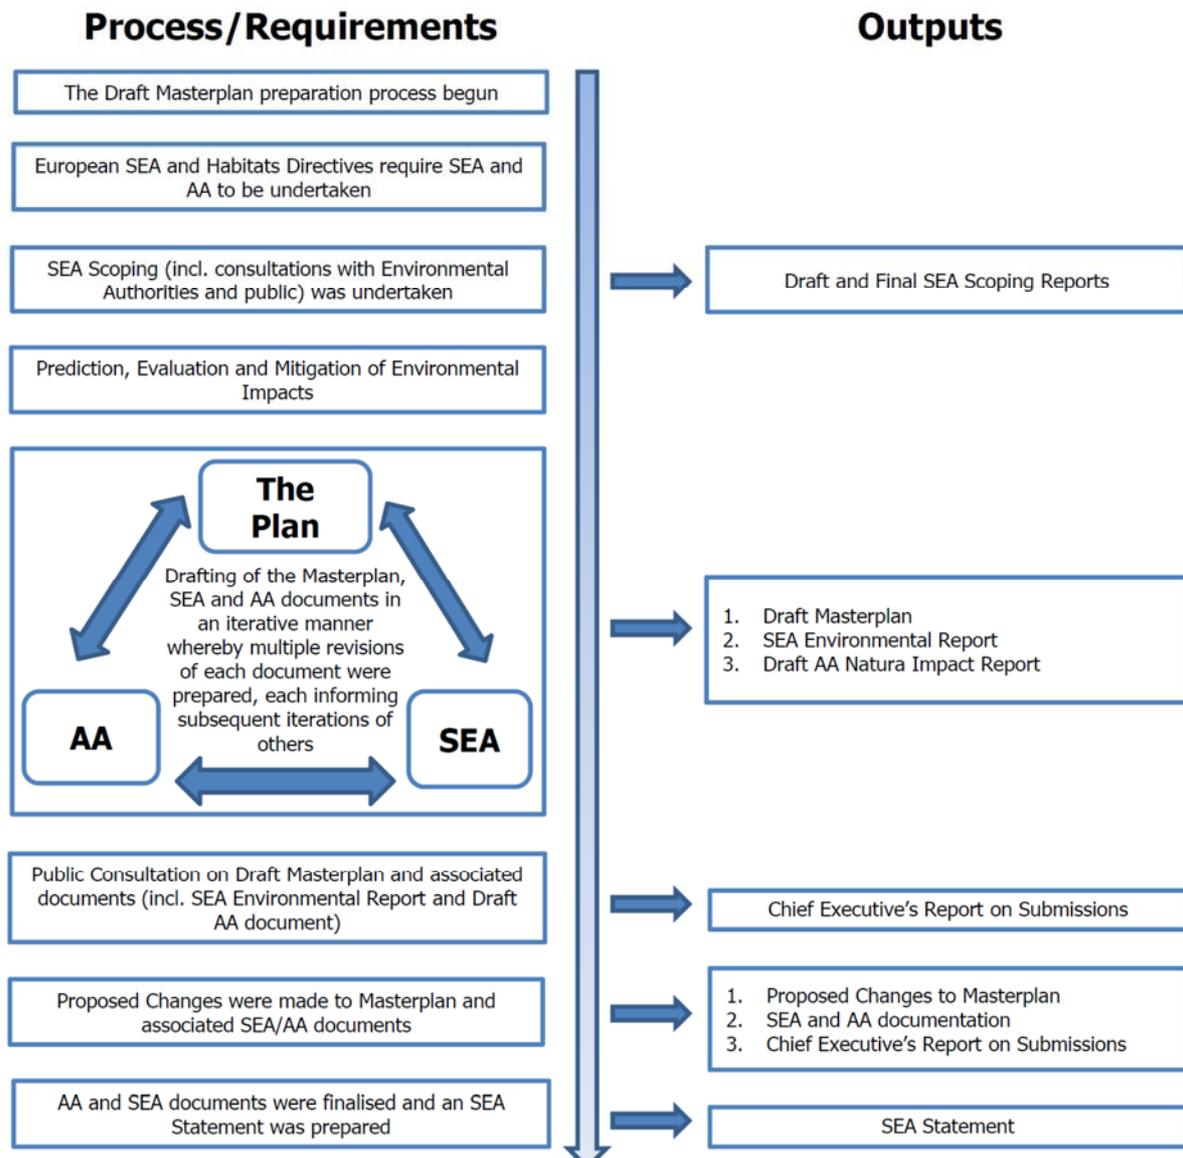 Process/Requirements
Outputs
The Draft Masterplan preparation process begun
European SEA and Habitats Directives require SEA and
AA to be undertaken
SEA Scoping (incl. consultations with Environmental
Authorities and public) was undertaken
Draft and Final SEA Scoping Reports
Prediction, Evaluation and Mitigation of Environmental
Impacts
The
Plan
Drafting of the Masterplan,
SEA and AA documents in
an iterative manner
whereby multiple revisions
of each document were
prepared, each informing
subsequent iterations of
others
AA
SEA
1. Draft Masterplan
2. SEA Environmental Report
3. Draft AA Natura Impact Report
Public Consultation on Draft Masterplan and associated
documents (incl. SEA Environmental Report and Draft
AA document)
Chief Executive's Report on Submissions
Proposed Changes were made to Masterplan and
associated SEA/AA documents
1. Proposed Changes to Masterplan
2. SEA and AA documentation
3. Chief Executive's Report on Submissions
AA and SEA documents were finalised and an SEA
Statement was prepared
SEA Statement